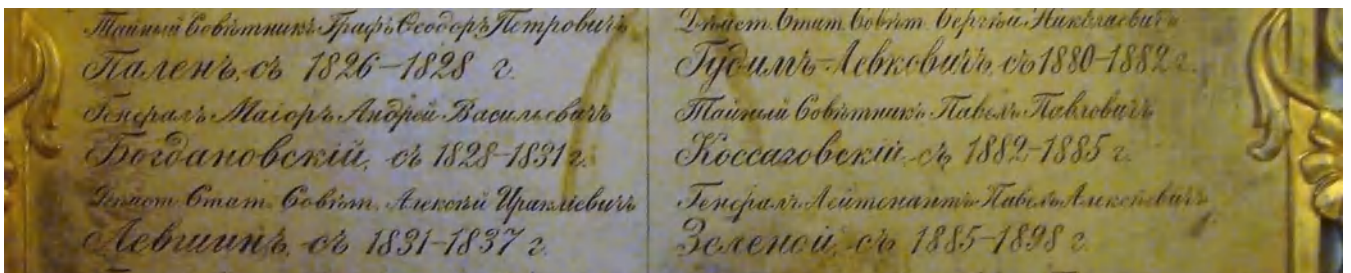 Тайный Совѣтникъ Графъ Ѳеодоръ Петровичъ
Паленъ, съ 1826–1828 г.
Генералъ-Маіоръ Андрей Васильевичъ
Богдановскій, съ 1828–1831 г.
Дѣйст. Стат. Совѣт. Алексѣй Иракліевичъ
Левшинъ, съ 1831–1837 г.
Дѣйст. Стат. Совѣт. Сергѣй Николаевичъ
Гудимъ-Левковичъ, съ 1880–1882 г.
Тайный Совѣтникъ Павелъ Павловичъ
Коссаговскій, съ 1882–1885 г.
Генералъ-Лейтенантъ Павелъ Алексѣевичъ
Зеленой, съ 1885–1898 г.